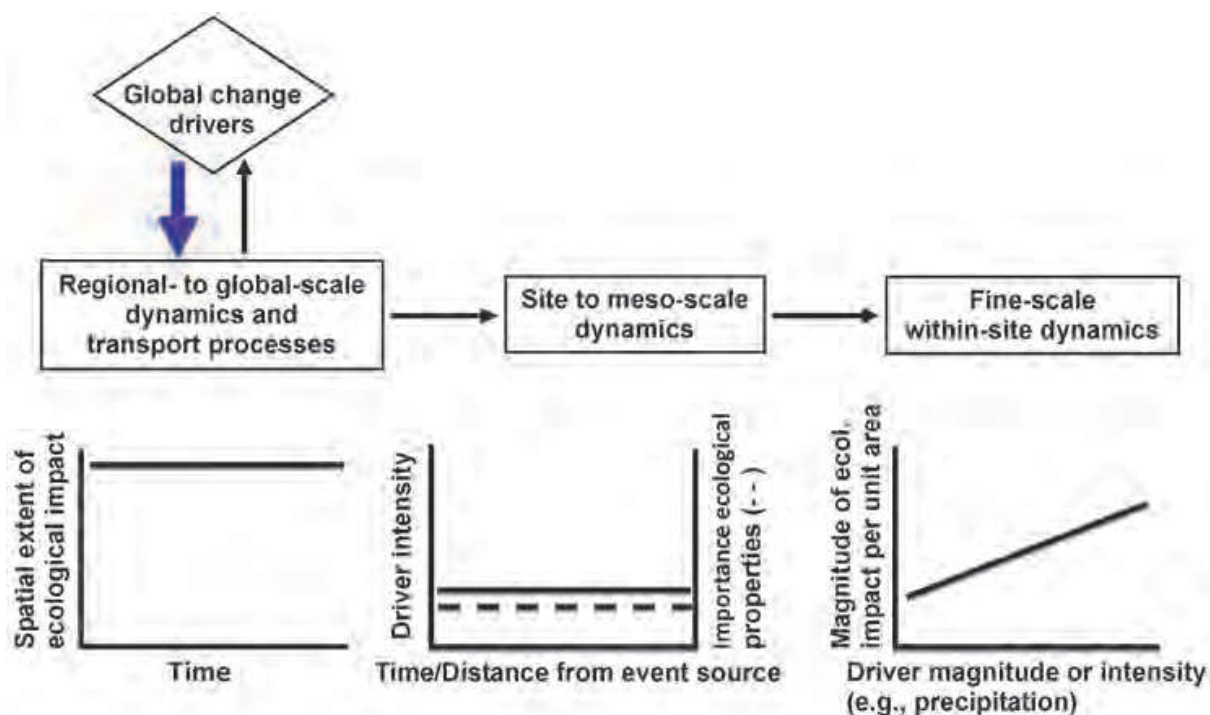 Global change
drivers
Regional- to global-scale
dynamics and
transport processes
Site to meso-scale
dynamics
Fine-scale
within-site dynamics
Spatial extent of
ecological impact
Time
Driver intensity
Importance ecological
properties (- -)
Time/Distance from event source
Magnitude of ecol.
impact per unit area
Driver magnitude or intensity
(e.g., precipitation)